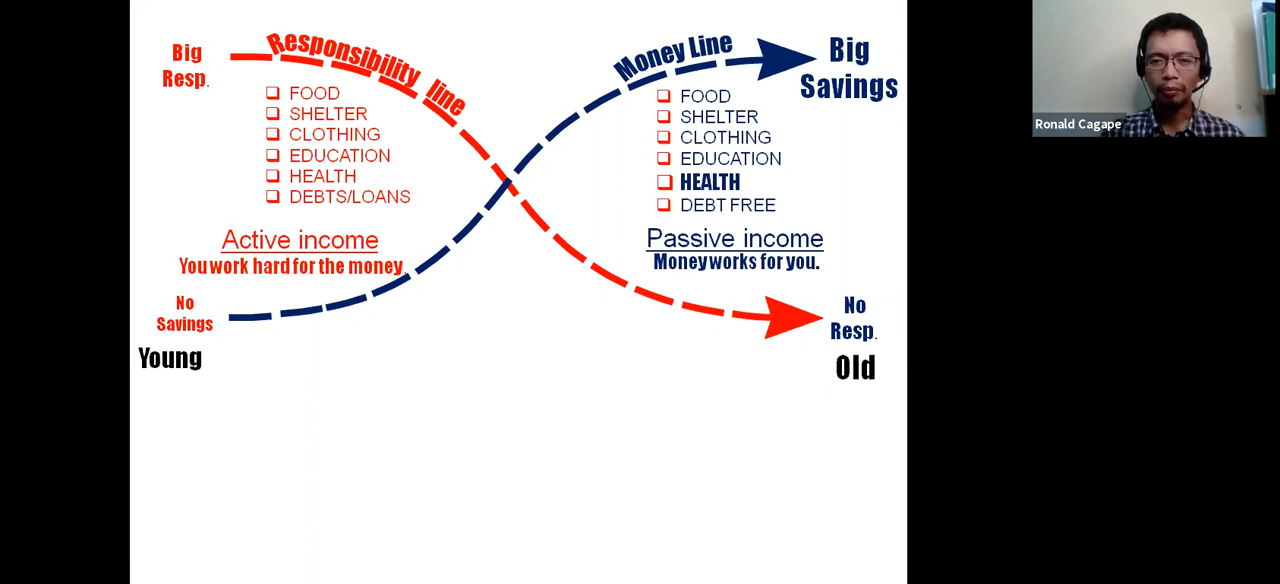 Big
Resp.
Responsibility line
FOOD
SHELTER
CLOTHING
EDUCATION
HEALTH
DEBTS/LOANS
Active income
You work hard for the money.
No
Savings
Young
Money Line
Big
Savings
FOOD
SHELTER
CLOTHING
EDUCATION
HEALTH
DEBT FREE
Passive income
Money works for you.
No
Resp.
Old
Ronald Cagape